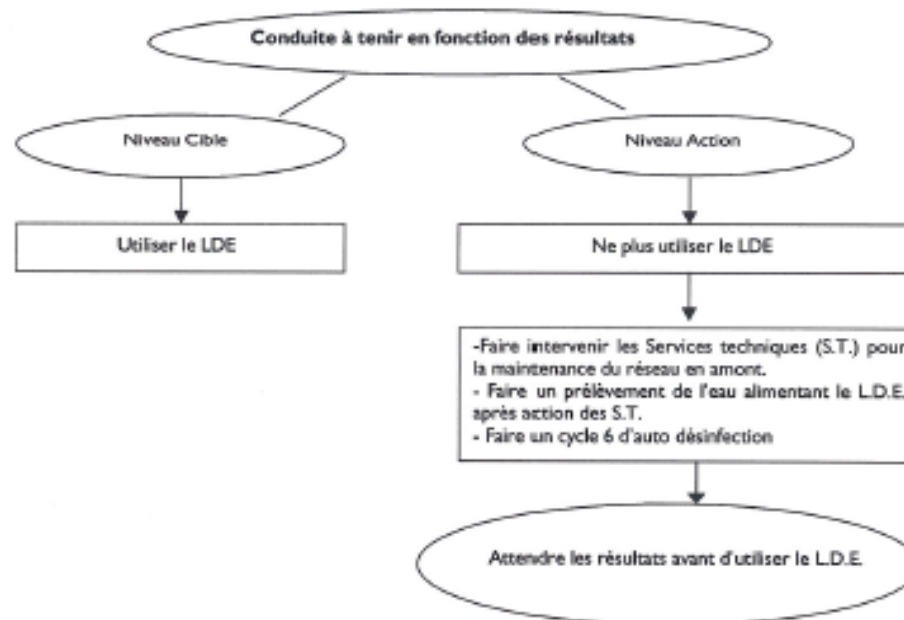 Conduite à tenir en fonction des résultats
Niveau Cible
Niveau Action
Utiliser le LDE
Ne plus utiliser le LDE
-Faire intervenir les Services techniques (S.T.) pour
la maintenance du réseau en amont.
- Faire un prélèvement de l'eau alimentant le L.D.E.
après action des S.T.
- Faire un cycle 6 d'auto désinfection
Attendre les résultats avant d'utiliser le L.D.E.